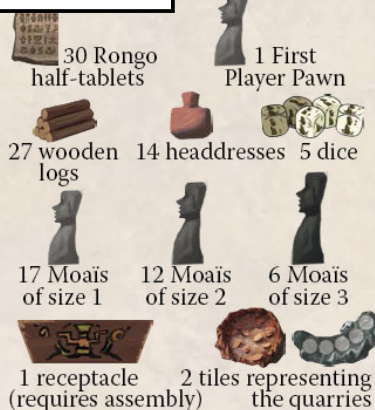 30 Rongo
half-tablets
1 First
Player Pawn
27 wooden
logs
14 headdresses
5 dice
17 Moaïs
of size 1
12 Moaïs
of size 2
6 Moaïs
of size 3
1 receptacle
(requires assembly)
2 tiles representing
the quarries